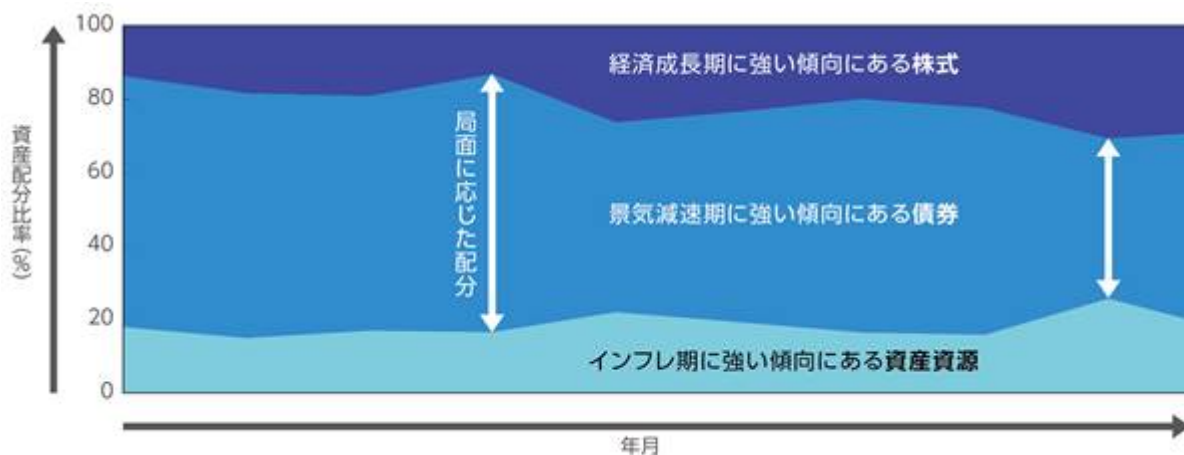 100
経済成長期に強い傾向にある株式
80
局面に応じた配分
資産配分比率(%)
60
景気減速期に強い傾向にある債券
40
20
インフレ期に強い傾向にある資産資源
0
年月